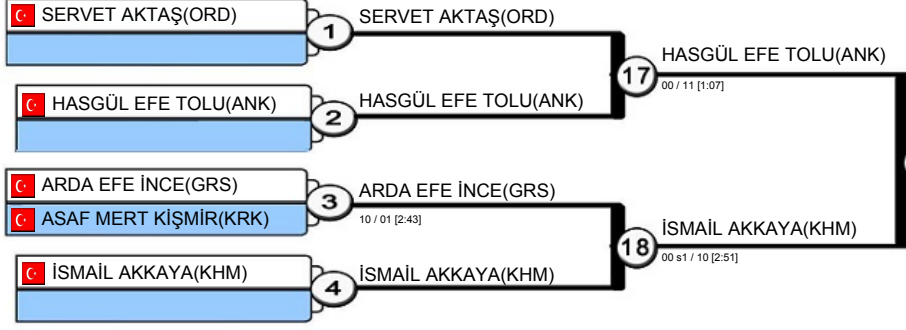 SERVET AKTAŞ(ORD)
1
SERVET AKTAŞ(ORD)
HASGÜL EFE TOLU(ANK)
17
00 / 11 [1:07]
HASGÜL EFE TOLU(ANK)
2
HASGÜL EFE TOLU(ANK)
ARDA EFE İNCE(GRS)
3
ARDA EFE İNCE(GRS)
ASAF MERT KİŞMİR(KRK)
10 / 01 [2:43]
İSMAİL AKKAYA(KHM)
18
00 s1 / 10 [2:51]
İSMAİL AKKAYA(KHM)
4
İSMAİL AKKAYA(KHM)